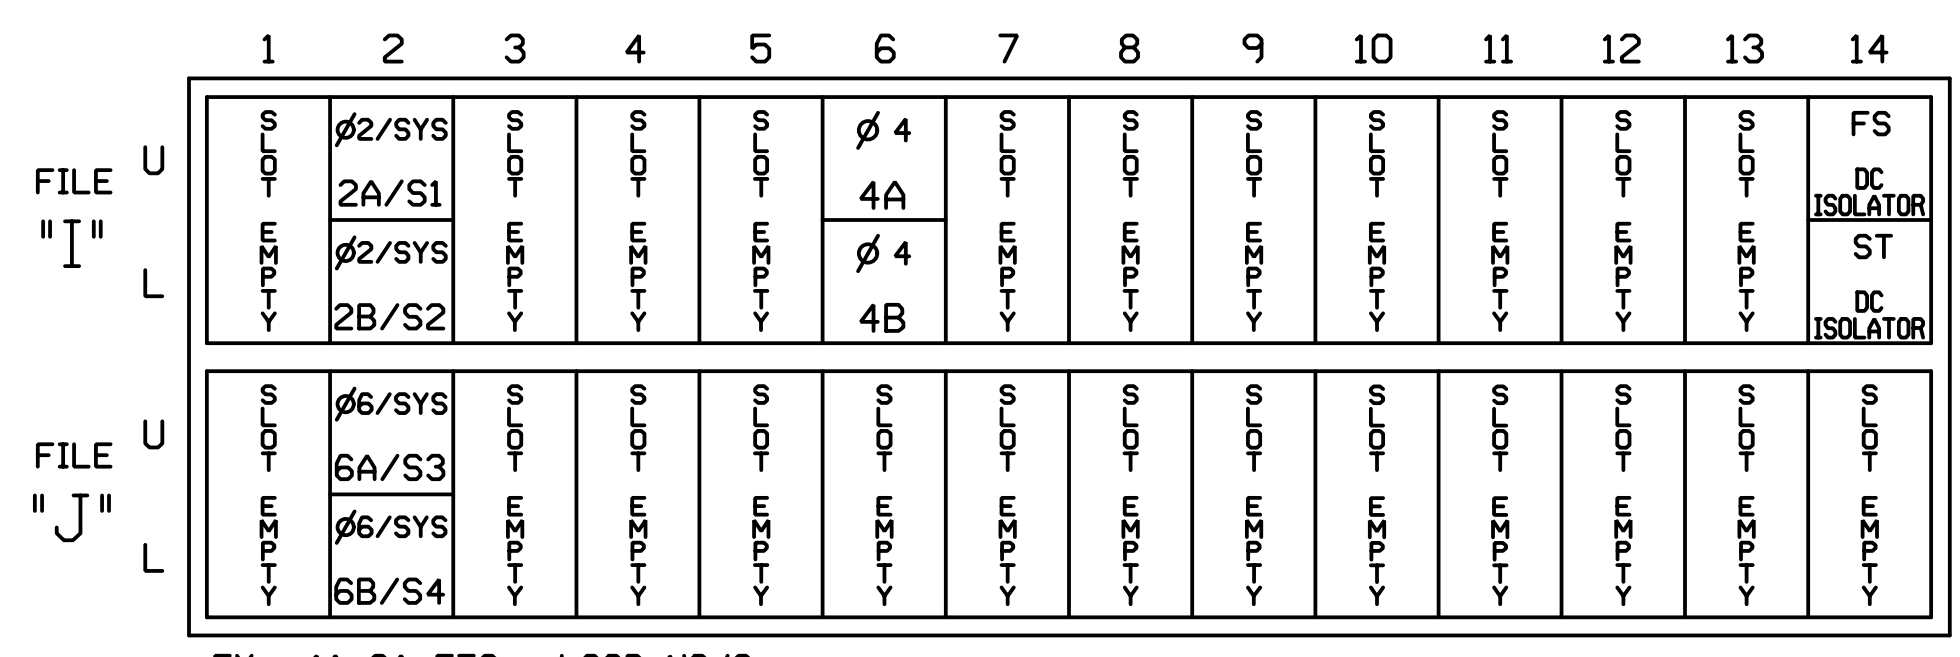 1 2 3 4 5 6 7 8 9 10 11 12 13 14
FILE "I"
U
L
SLOT EMPTY
Ø2/SYS
2A/S1
Ø2/SYS
2B/S2
SLOT EMPTY
SLOT EMPTY
SLOT EMPTY
Ø 4
4A
Ø 4
4B
SLOT EMPTY
SLOT EMPTY
SLOT EMPTY
SLOT EMPTY
SLOT EMPTY
SLOT EMPTY
SLOT EMPTY
FS
DC
ISOLATOR
ST
DC
ISOLATOR
FILE "J"
U
L
SLOT EMPTY
Ø6/SYS
6A/S3
Ø6/SYS
6B/S4
SLOT EMPTY
SLOT EMPTY
SLOT EMPTY
SLOT EMPTY
SLOT EMPTY
SLOT EMPTY
SLOT EMPTY
SLOT EMPTY
SLOT EMPTY
SLOT EMPTY
SLOT EMPTY
SLOT EMPTY